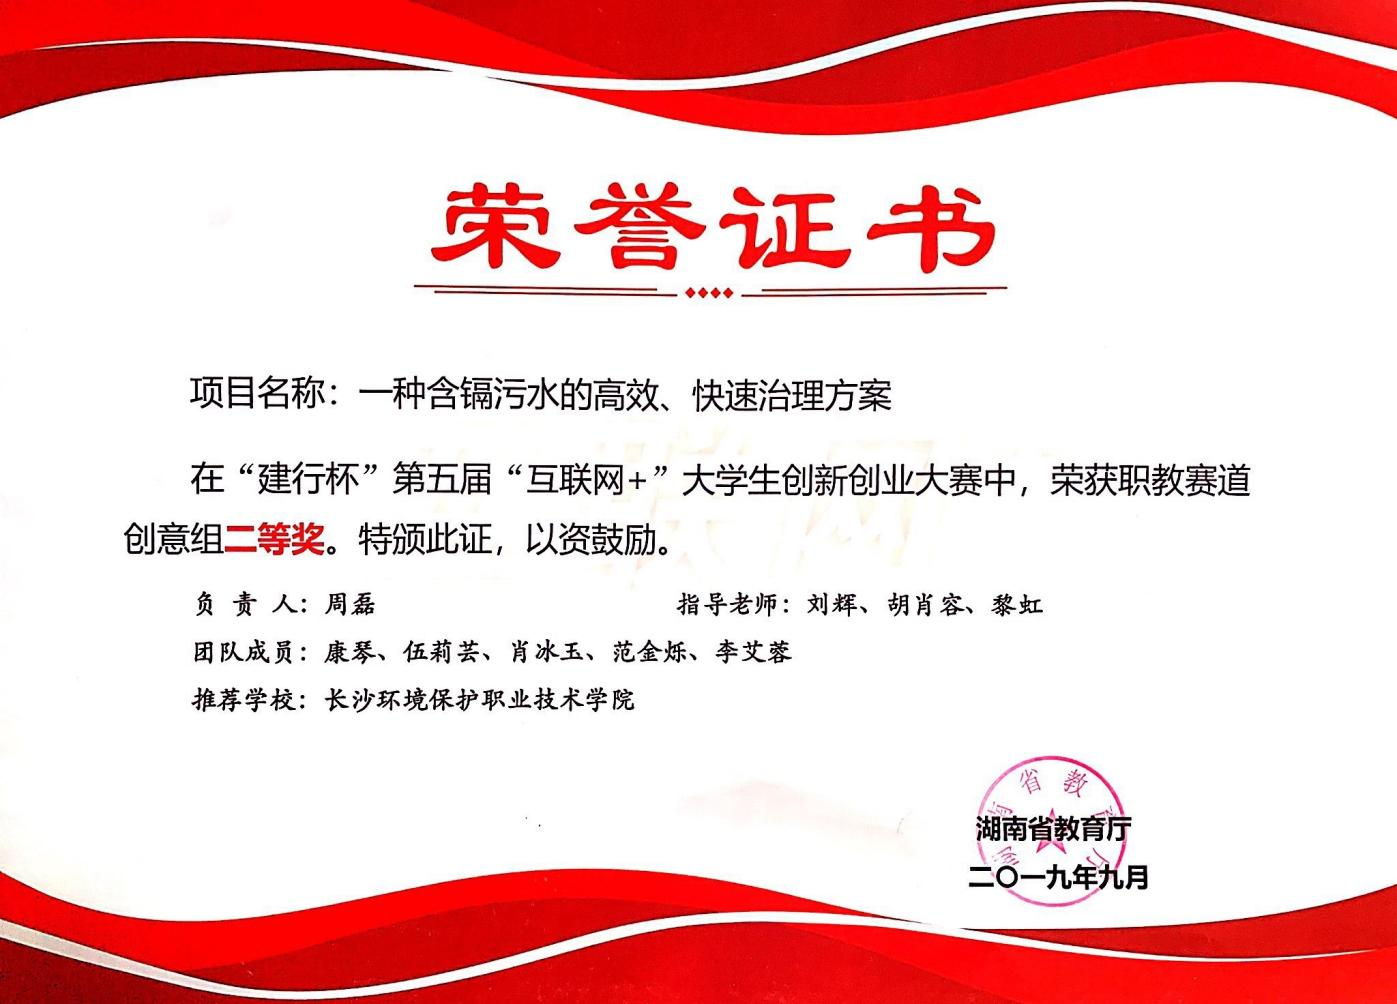 荣誉证书
项目名称：一种含镉污水的高效、快速治理方案
在“建行杯”第五届“互联网+”大学生创新创业大赛中，荣获职教赛道
创意组二等奖。特颁此证，以资鼓励。
负 责 人：周磊 指导老师：刘辉、胡肖容、黎虹
团队成员：康琴、伍莉芸、肖冰玉、范金烁、李艾蓉
推荐学校：长沙环境保护职业技术学院
湖南省教育厅
湖南省教育厅
二〇一九年九月